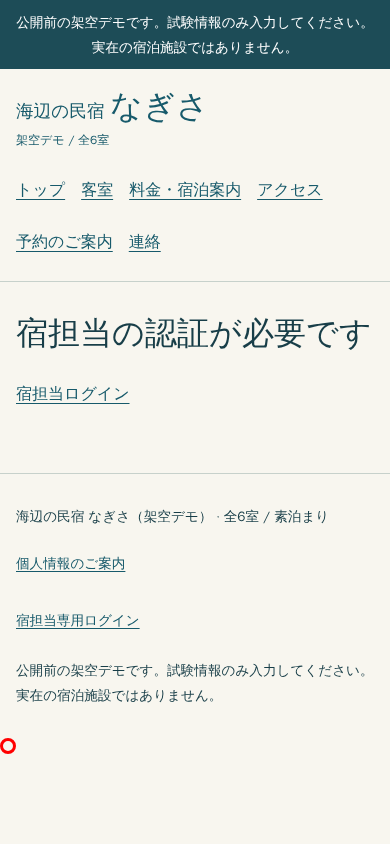 公開前の架空デモです。試験情報のみ入力してください。
実在の宿泊施設ではありません。
海辺の民宿 なぎさ
架空デモ / 全6室
トップ 客室 料金・宿泊案内 アクセス
予約のご案内 連絡
宿担当の認証が必要です
宿担当ログイン
海辺の民宿 なぎさ（架空デモ） · 全6室 / 素泊まり
個人情報のご案内
宿担当専用ログイン
公開前の架空デモです。試験情報のみ入力してください。
実在の宿泊施設ではありません。